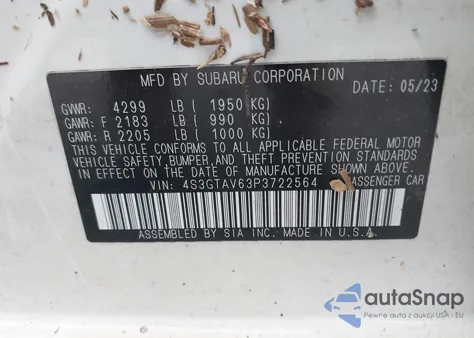 MFD BY SUBARU CORPORATION DATE: 05/23
GVWR: 4299 LB ( 1950 KG)
GAWR: F 2183 LB ( 990 KG)
GAWR: R 2205 LB ( 1000 KG)
THIS VEHICLE CONFORMS TO ALL APPLICABLE FEDERAL MOTOR
VEHICLE SAFETY, BUMPER, AND THEFT PREVENTION STANDARDS
IN EFFECT ON THE DATE OF MANUFACTURE SHOWN ABOVE.
VIN: 4S3GTAV63P3722564 PASSENGER CAR
ASSEMBLED BY SIA INC. MADE IN U.S.A.
autoSnap
Pewne auta z aukcji USA i EU